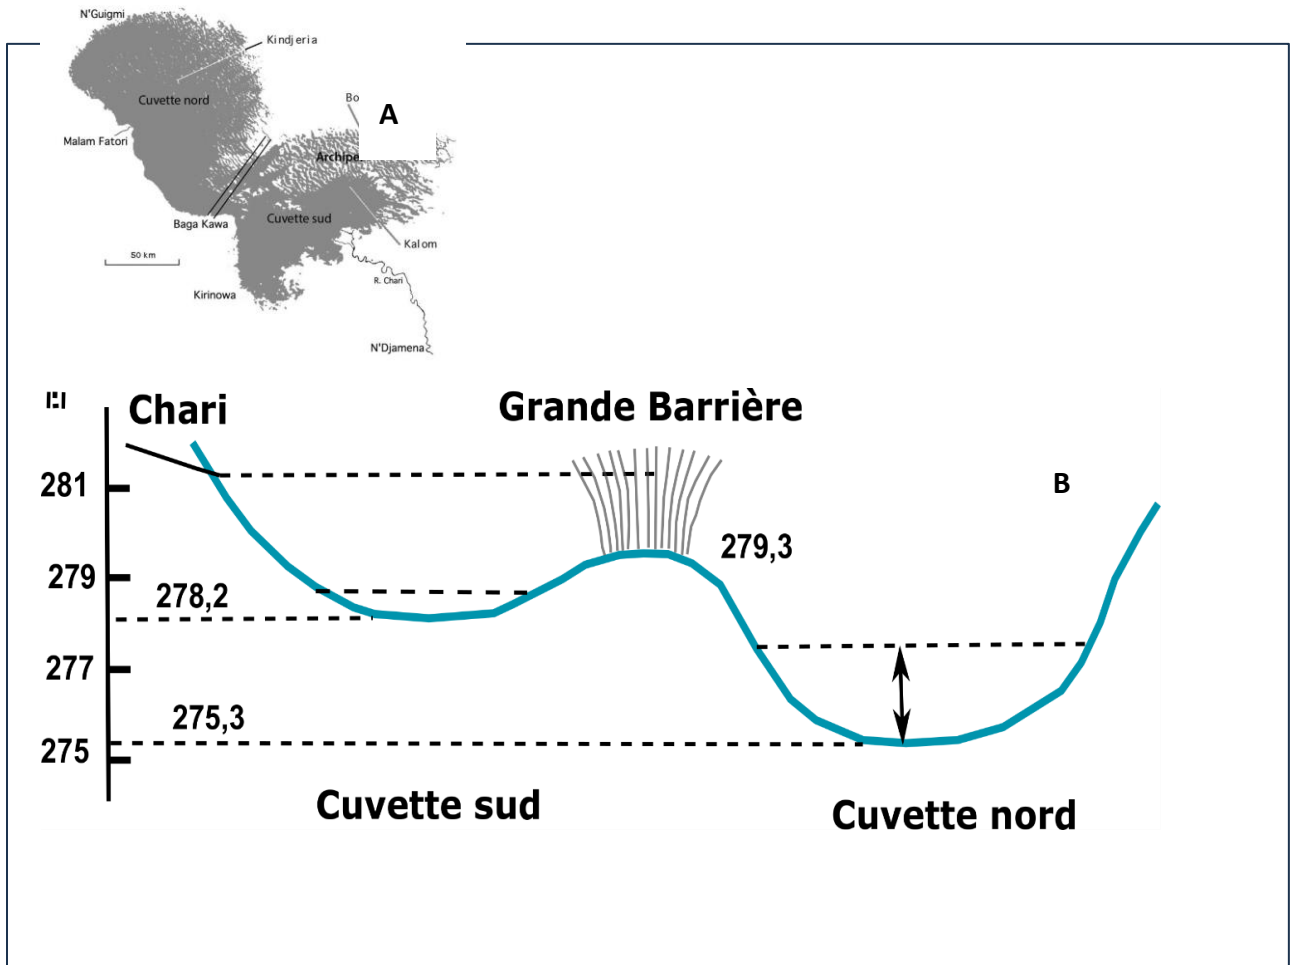 N'Guigmi
Kindjeria
Cuvette nord
Bo
A
Malam Fatori
Archipe
Baga Kawa
Cuvette sud
Kalom
50 km
R. Chari
Kirinowa
N'Djamena
Chari
Grande Barrière
281
B
279,3
279
278,2
277
275,3
275
Cuvette sud
Cuvette nord